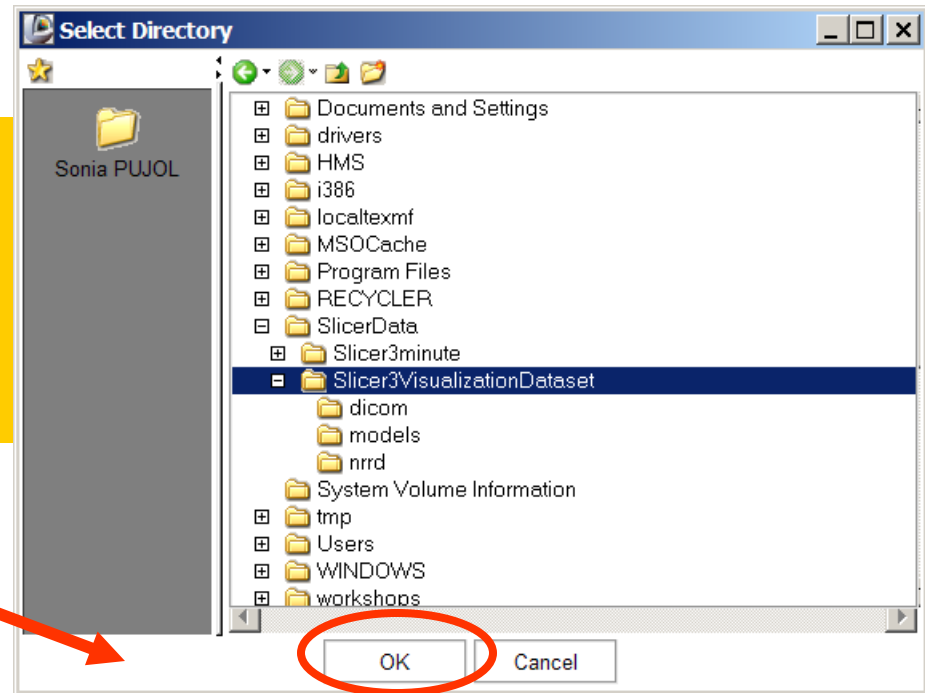 Select Directory
Sonia PUJOL
Documents and Settings
drivers
HMS
i386
localtexmf
MSOCache
Program Files
RECYCLER
SlicerData
Slicer3minute
Slicer3VisualizationDataset
dicom
models
nrrd
System Volume Information
tmp
Users
WINDOWS
workshops
OK Cancel